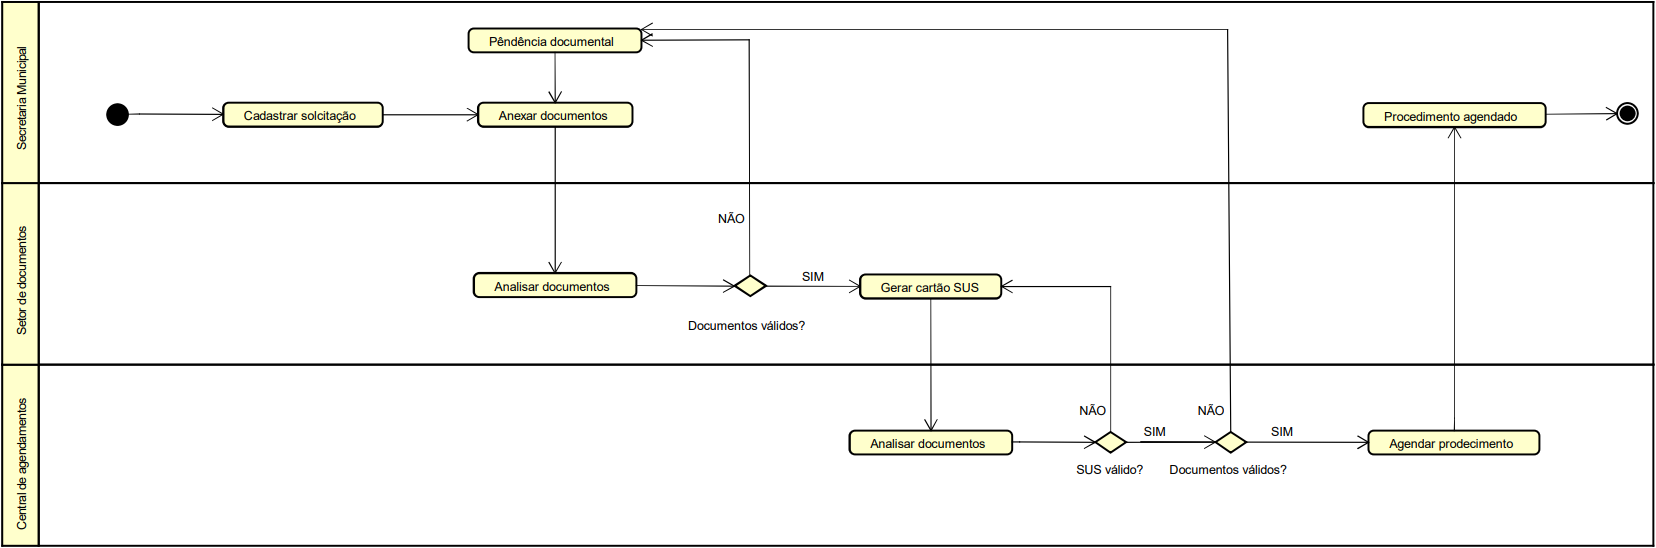 Secretaria Municipal
Pêndência documental
Cadastrar solcitação
Anexar documentos
Procedimento agendado
Setor de documentos
NÃO
Analisar documentos
SIM
Gerar cartão SUS
Documentos válidos?
Central de agendamentos
NÃO
NÃO
Analisar documentos
SIM
SIM
Agendar prodecimento
SUS válido?
Documentos válidos?